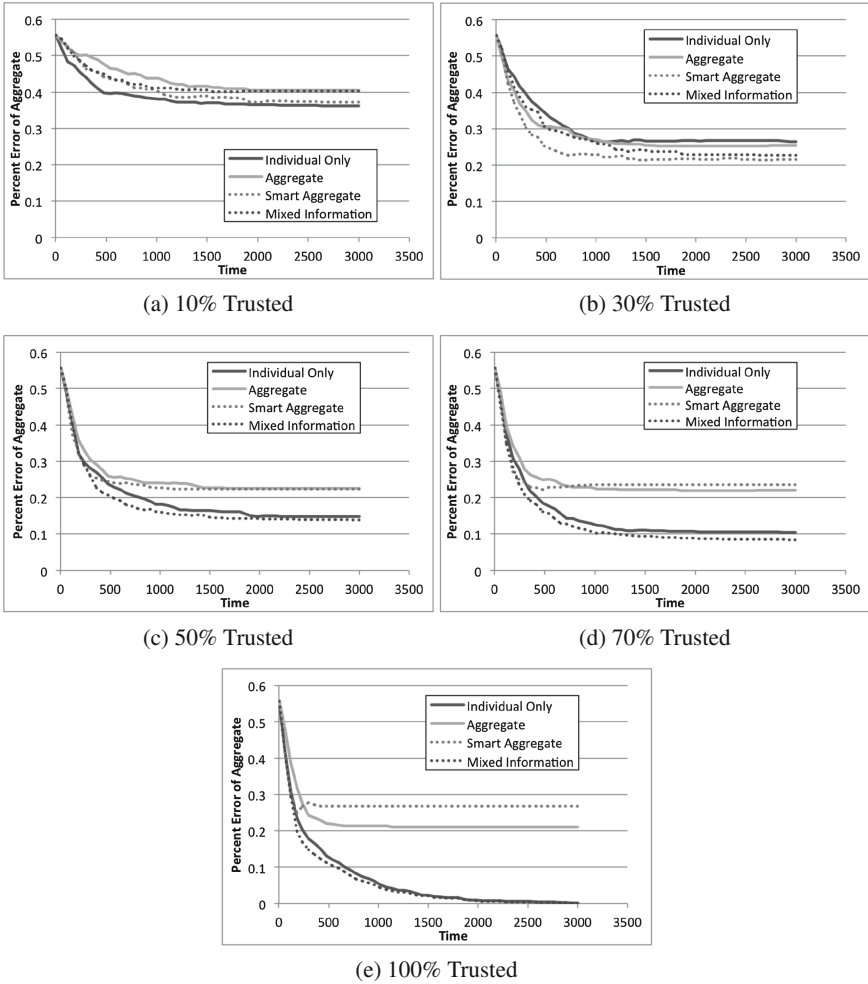 0.6
0.5
0.4
0.3
0.2
0.1
0
Percent Error of Aggregate
Individual Only
Aggregate
Smart Aggregate
Mixed Information
0 500 1000 1500 2000 2500 3000 3500
Time
(a) 10% Trusted
0.6
0.5
0.4
0.3
0.2
0.1
0
Percent Error of Aggregate
Individual Only
Aggregate
Smart Aggregate
Mixed Information
0 500 1000 1500 2000 2500 3000 3500
Time
(b) 30% Trusted
0.6
0.5
0.4
0.3
0.2
0.1
0
Percent Error of Aggregate
Individual Only
Aggregate
Smart Aggregate
Mixed Information
0 500 1000 1500 2000 2500 3000 3500
Time
(c) 50% Trusted
0.6
0.5
0.4
0.3
0.2
0.1
0
Percent Error of Aggregate
Individual Only
Aggregate
Smart Aggregate
Mixed Information
0 500 1000 1500 2000 2500 3000 3500
Time
(d) 70% Trusted
0.6
0.5
0.4
0.3
0.2
0.1
0
Percent Error of Aggregate
Individual Only
Aggregate
Smart Aggregate
Mixed Information
0 500 1000 1500 2000 2500 3000 3500
Time
(e) 100% Trusted